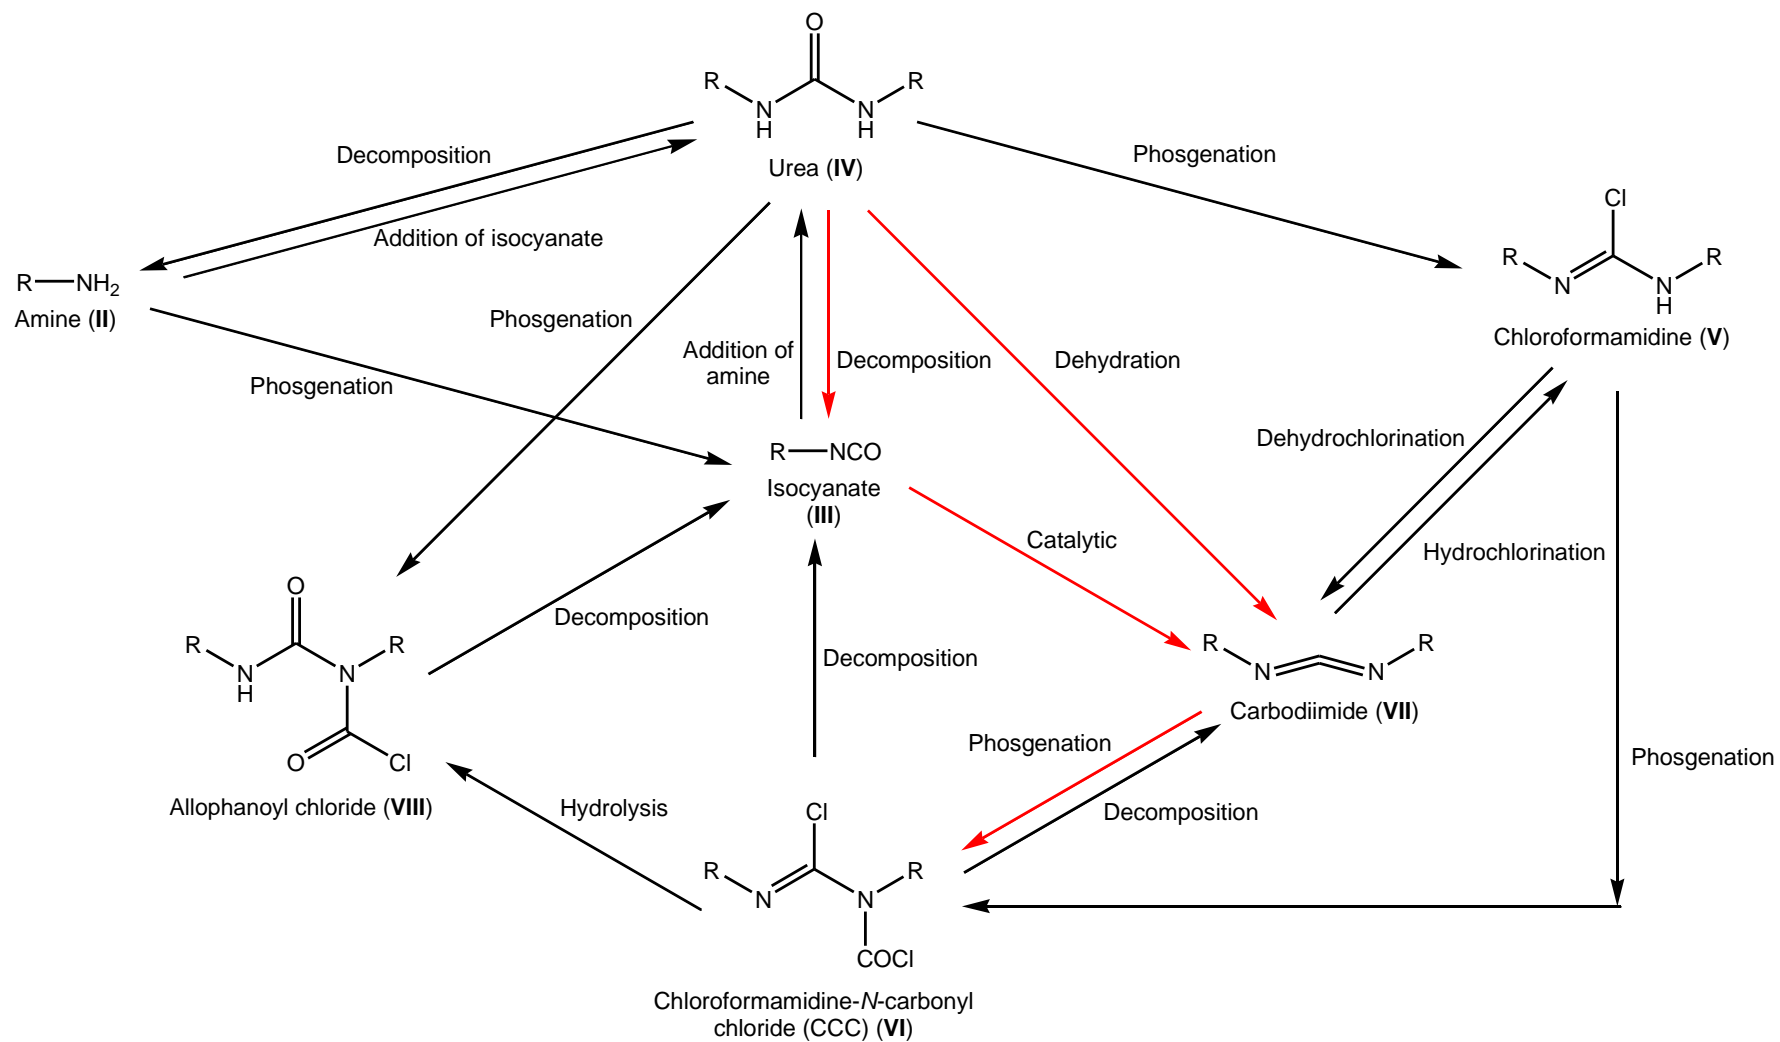 O
R
R
N
H
N
H
Urea (IV)
Decomposition
Addition of isocyanate
Phosgenation
Cl
R
R
N
N
H
Chloroformamidine (V)
R
NH2
Amine (II)
Phosgenation
Phosgenation
Addition of
amine
Decomposition
Dehydration
Dehydrochlorination
Hydrochlorination
R
NCO
Isocyanate
(III)
Catalytic
O
R
R
N
H
N
O
Cl
Allophanoyl chloride (VIII)
Decomposition
Decomposition
R
R
N
N
Carbodiimide (VII)
Phosgenation
Decomposition
Phosgenation
Hydrolysis
Cl
R
R
N
N
COCl
Chloroformamidine-N-carbonyl
chloride (CCC) (VI)